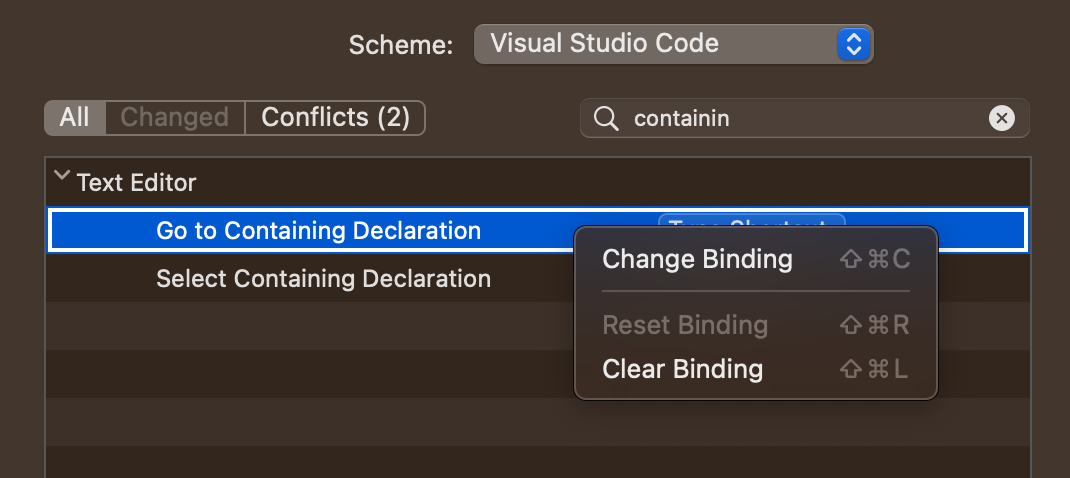 Scheme: Visual Studio Code
All Changed Conflicts (2) containin
Text Editor
Go to Containing Declaration
Select Containing Declaration
Change Binding ⇧⌘C
Reset Binding ⇧⌘R
Clear Binding ⇧⌘L